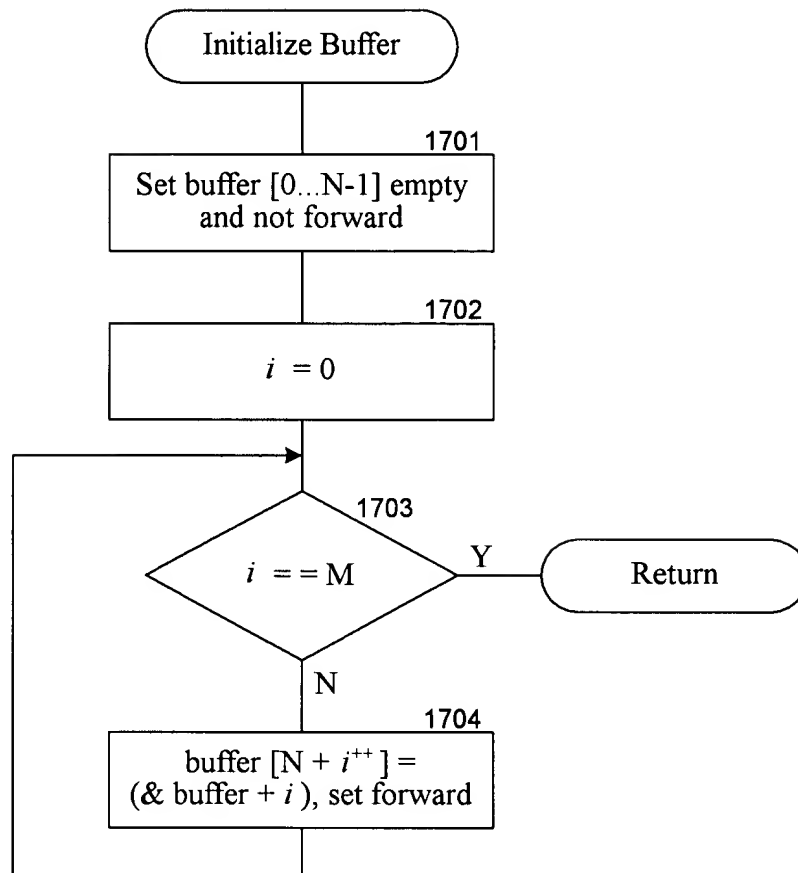 Initialize Buffer
1701
Set buffer [0...N-1] empty
and not forward
1702
i = 0
1703
i = = M
Y
Return
N
1704
buffer [N + i++] =
(& buffer + i ), set forward